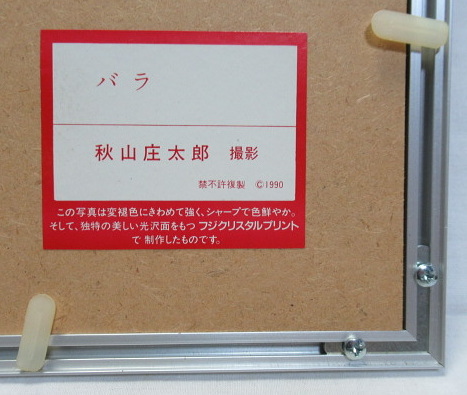 バラ
秋山庄太郎 撮影
禁不許複製 ©1990
この写真は変褪色にきわめて強く、シャープで色鮮やか。
そして、独特の美しい光沢面をもつ フジクリスタルプリント
で 制作したものです。